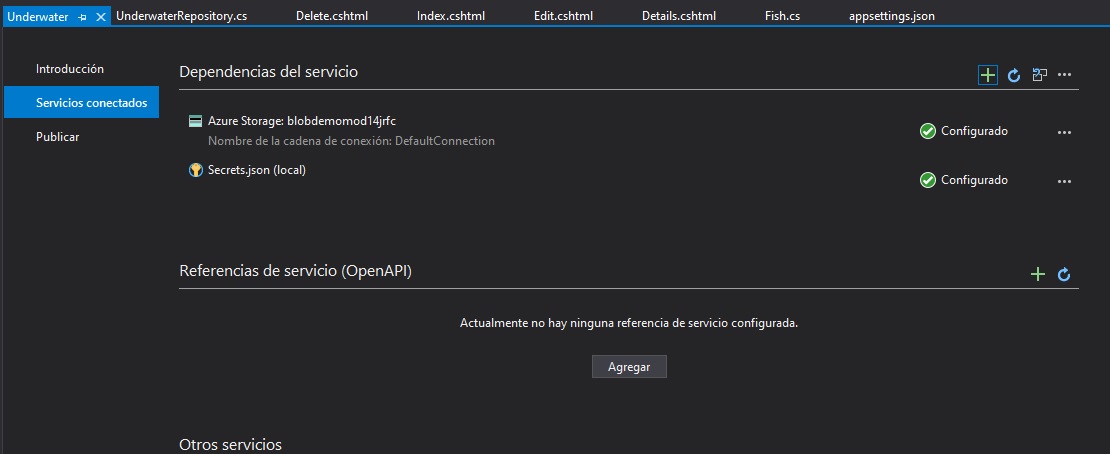 Underwater UnderwaterRepository.cs Delete.cshtml Index.cshtml Edit.cshtml Details.cshtml Fish.cs appsettings.json
Introducción
Servicios conectados
Publicar
Dependencias del servicio
Azure Storage: blobdemomod14jrfc
Nombre de la cadena de conexión: DefaultConnection
Configurado
Secrets.json (local)
Configurado
Referencias de servicio (OpenAPI)
Actualmente no hay ninguna referencia de servicio configurada.
Agregar
Otros servicios